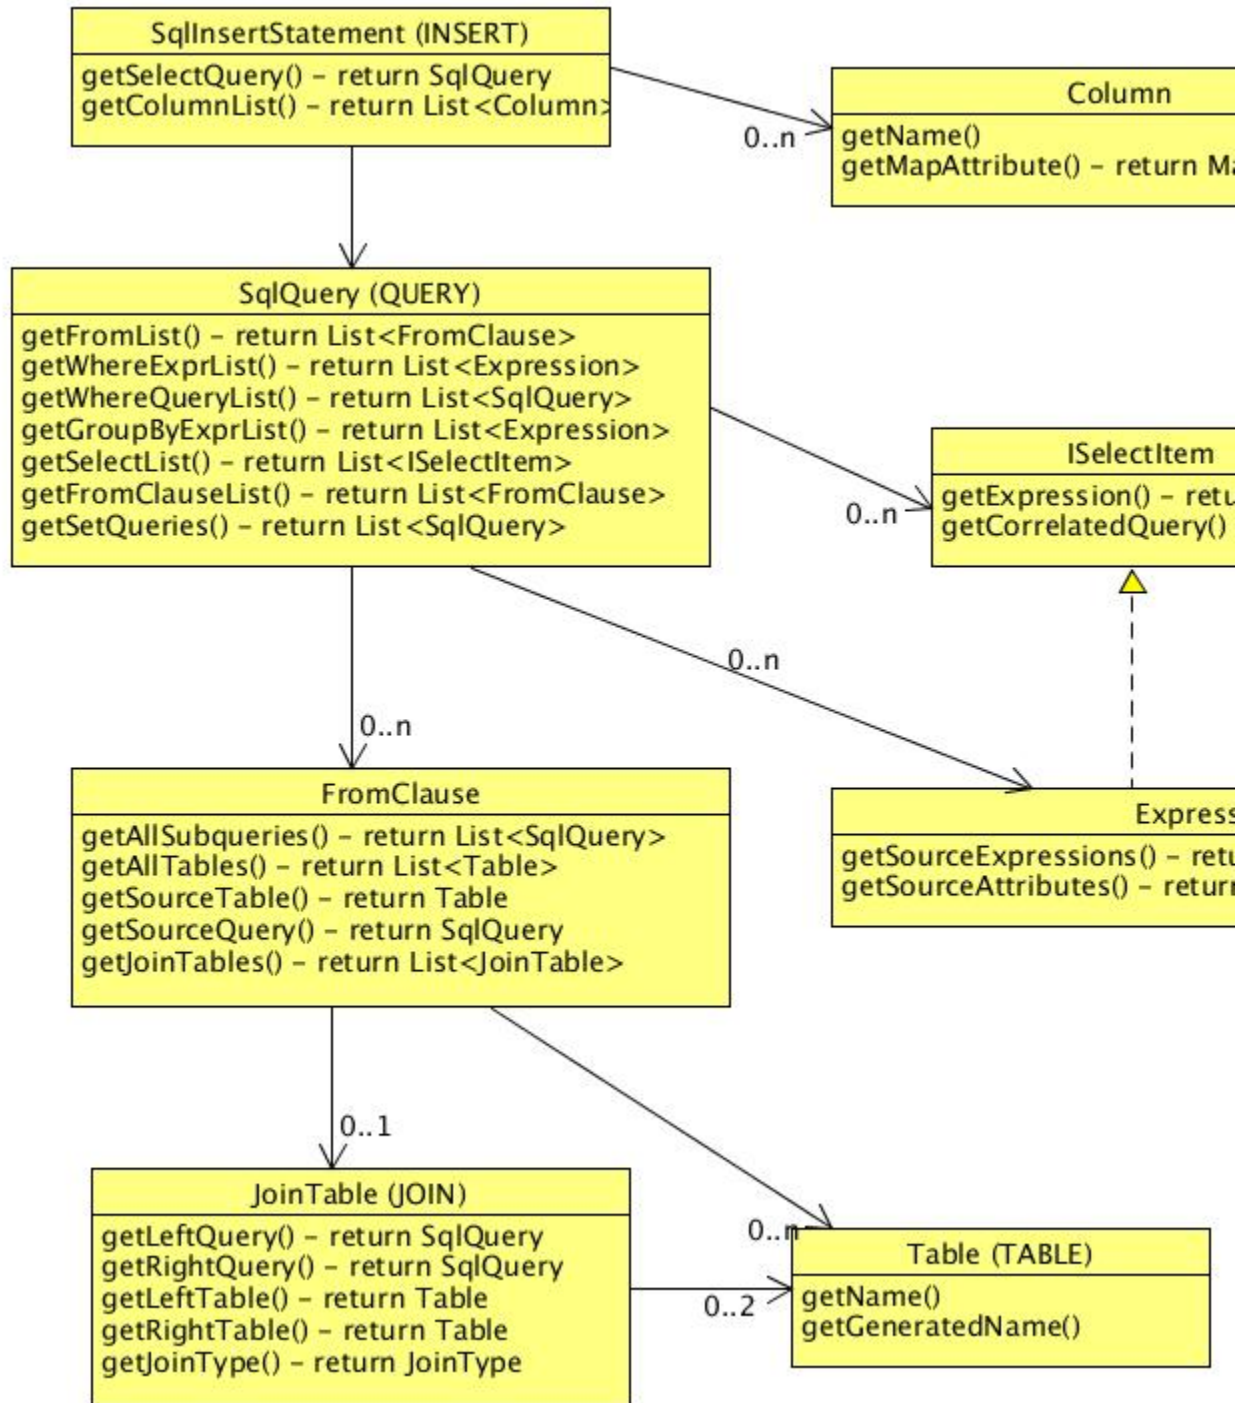 SqlInsertStatement (INSERT)
getSelectQuery() – return SqlQuery
getColumnList() – return List<Column>
Column
getName()
getMapAttribute() – return
0..n
SqlQuery (QUERY)
getFromList() – return List<FromClause>
getWhereExprList() – return List<Expression>
getWhereQueryList() – return List<SqlQuery>
getGroupByExprList() – return List<Expression>
getSelectList() – return List<ISelectItem>
getFromClauseList() – return List<FromClause>
getSetQueries() – return List<SqlQuery>
ISelectItem
getExpression() –
getCorrelatedQuery()
0..n
0..n
0..n
FromClause
getAllSubqueries() – return List<SqlQuery>
getAllTables() – return List<Table>
getSourceTable() – return Table
getSourceQuery() – return SqlQuery
getJoinTables() – return List<JoinTable>
Express
getSourceExpressions() –
getSourceAttributes() – return
0..1
JoinTable (JOIN)
getLeftQuery() – return SqlQuery
getRightQuery() – return SqlQuery
getLeftTable() – return Table
getRightTable() – return Table
getJoinType() – return JoinType
0..n
0..2
Table (TABLE)
getName()
getGeneratedName()